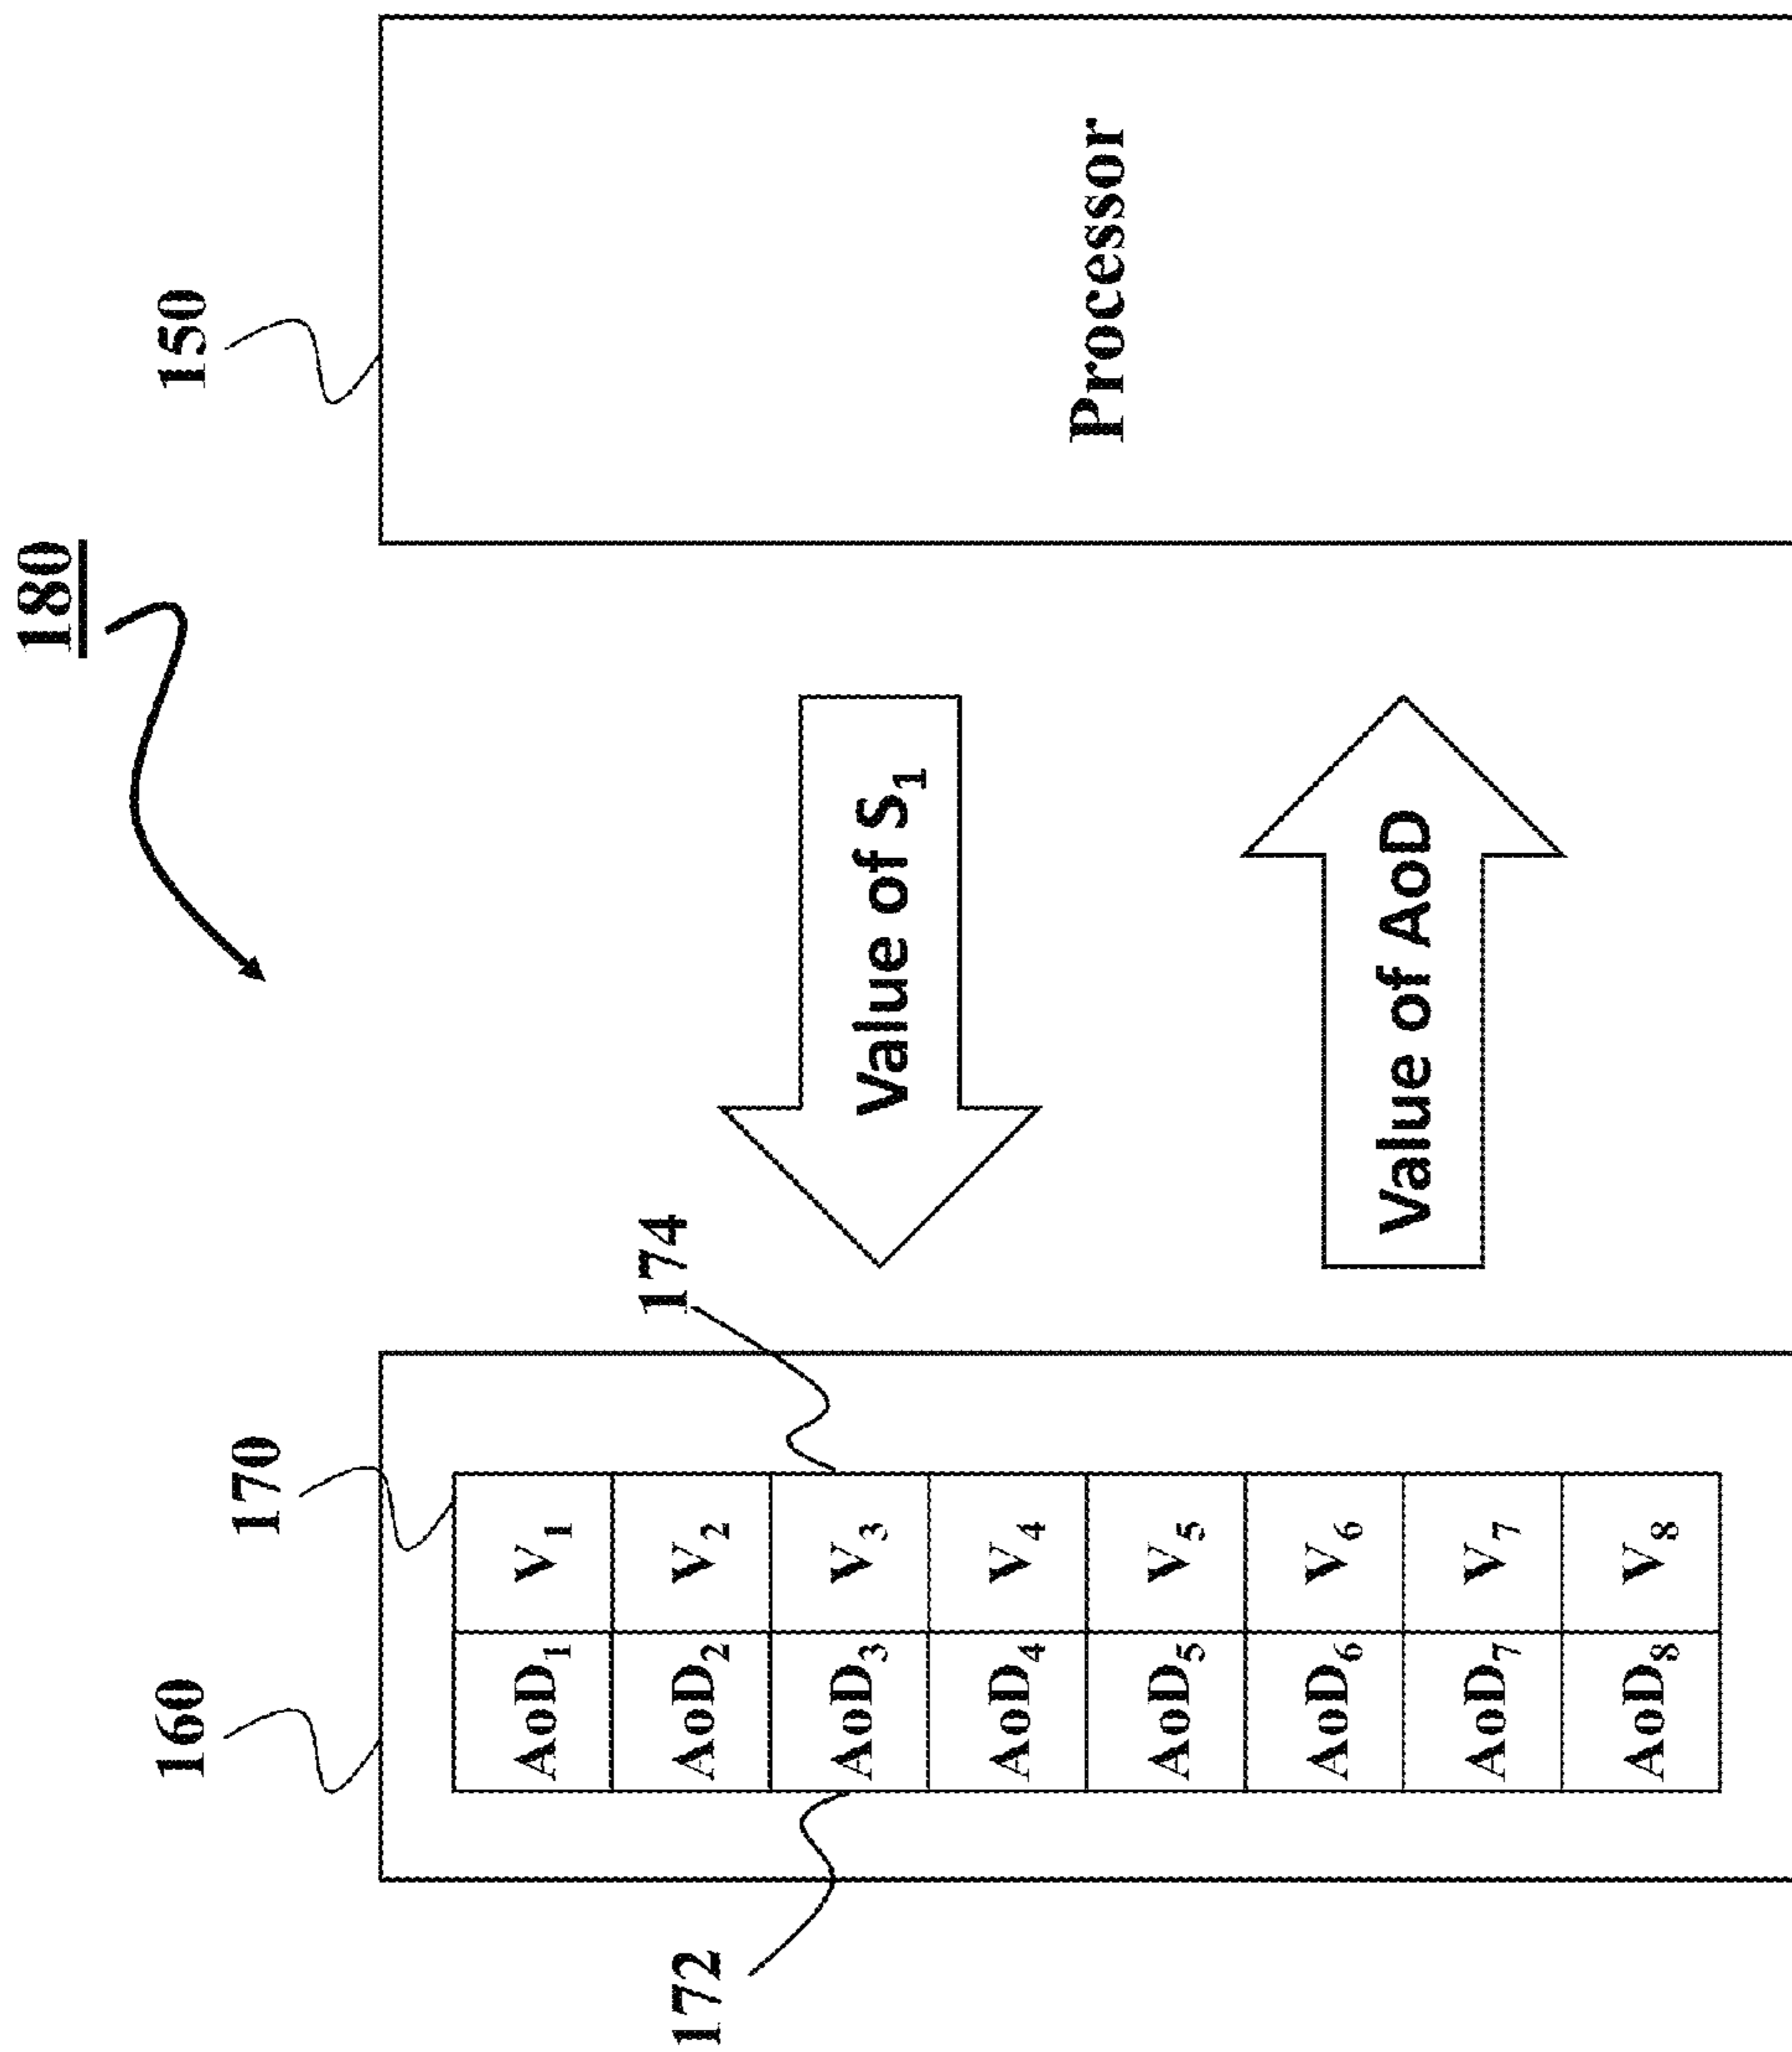 180
160
150
170
172
174
AoD₁ V₁
AoD₂ V₂
AoD₃ V₃
AoD₄ V₄
AoD₅ V₅
AoD₆ V₆
AoD₇ V₇
AoD₈ V₈
Value of S₁
Value of AoD
Processor